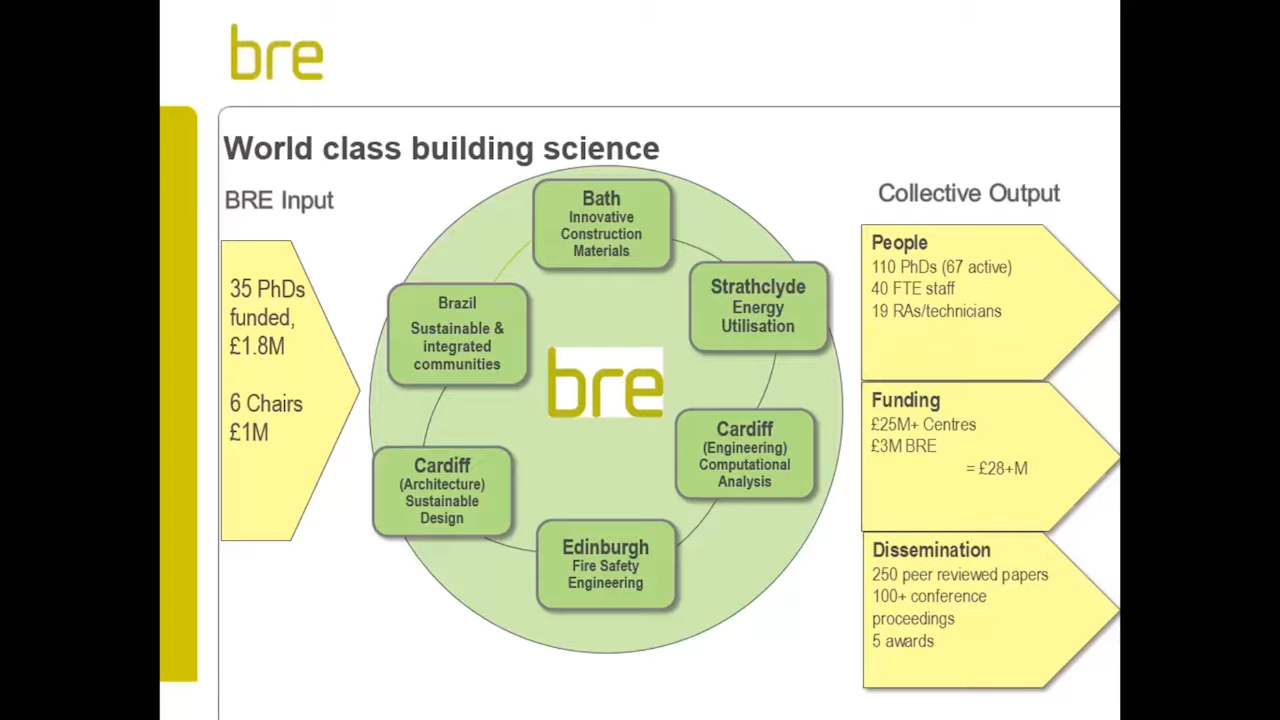 bre
World class building science
BRE Input
35 PhDs
funded,
£1.8M
6 Chairs
£1M
Bath
Innovative
Construction
Materials
Strathclyde
Energy
Utilisation
Cardiff
(Engineering)
Computational
Analysis
Edinburgh
Fire Safety
Engineering
Cardiff
(Architecture)
Sustainable
Design
Brazil
Sustainable &
integrated
communities
bre
Collective Output
People
110 PhDs (67 active)
40 FTE staff
19 RAs/technicians
Funding
£25M+ Centres
£3M BRE
= £28+M
Dissemination
250 peer reviewed papers
100+ conference
proceedings
5 awards